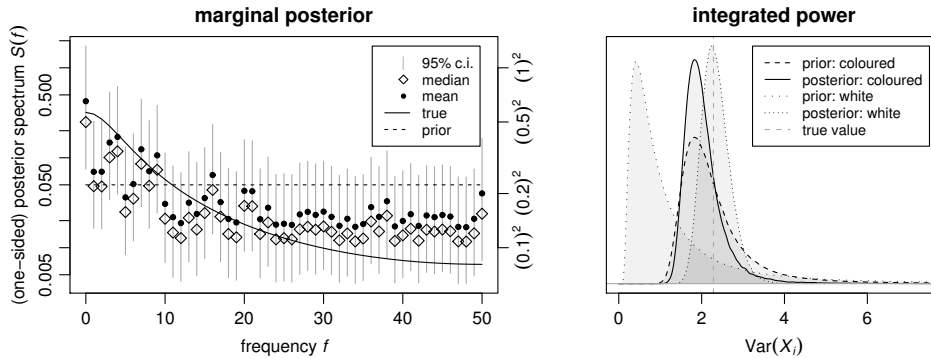 marginal posterior
(one−sided) posterior spectrum S(f)
0.500
0.050
0.005
95% c.i.
median
mean
true
prior
(1)²
(0.5)²
(0.2)²
(0.1)²
0 10 20 30 40 50
frequency f
integrated power
prior: coloured
posterior: coloured
prior: white
posterior: white
true value
0 2 4 6
Var(Xᵢ)